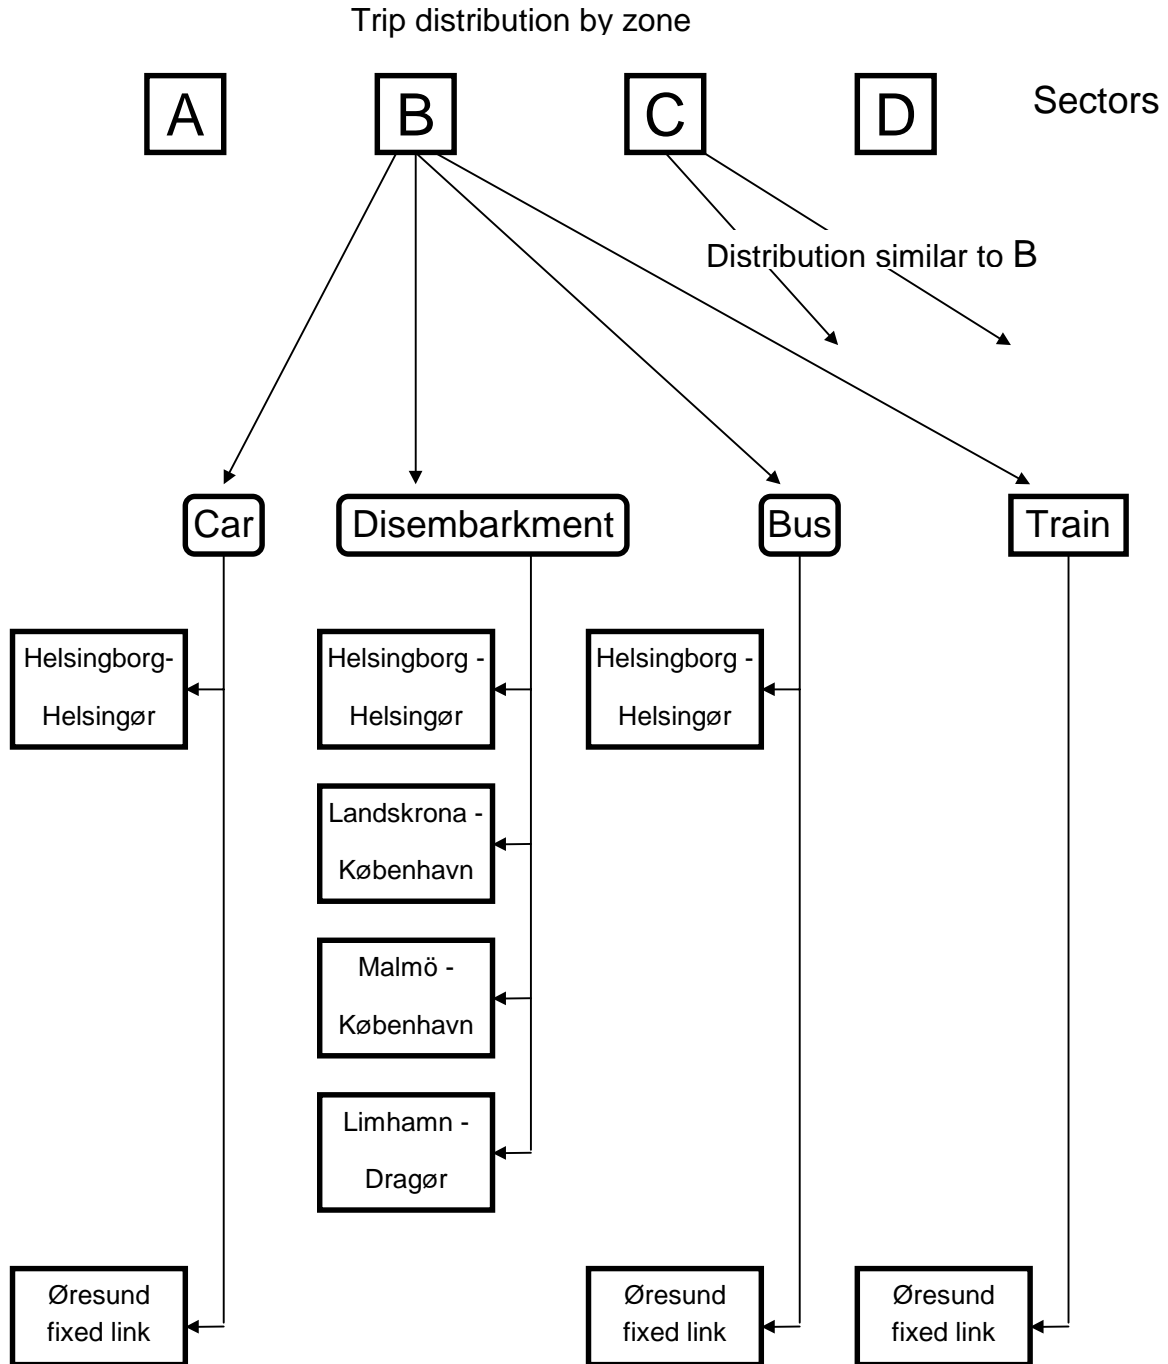 Trip distribution by zone
A
B
C
D
Sectors
Distribution similar to B
Car
Disembarkment
Bus
Train
Helsingborg-
Helsingør
Helsingborg -
Helsingør
Helsingborg -
Helsingør
Landskrona -
København
Malmö -
København
Limhamn -
Dragør
Øresund
fixed link
Øresund
fixed link
Øresund
fixed link